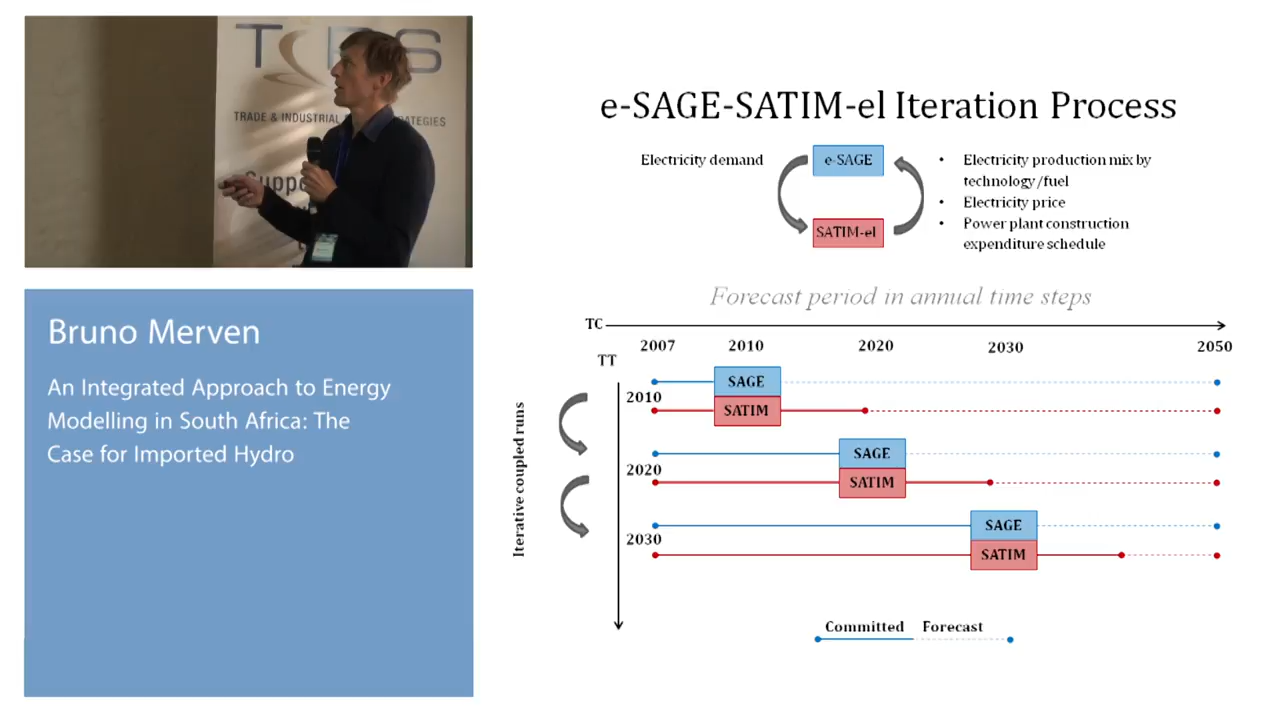 TIPS
TRADE & INDUSTRIAL
ATEGIES
Suppo
Bruno Merven
An Integrated Approach to Energy
Modelling in South Africa: The
Case for Imported Hydro
e-SAGE-SATIM-el Iteration Process
Electricity demand
e-SAGE
SATIM-el
• Electricity production mix by
technology/fuel
• Electricity price
• Power plant construction
expenditure schedule
Forecast period in annual time steps
TC
2007 2010 2020 2030 2050
TT
Iterative coupled runs
2010
SAGE
SATIM
2020
SAGE
SATIM
2030
SAGE
SATIM
Committed Forecast